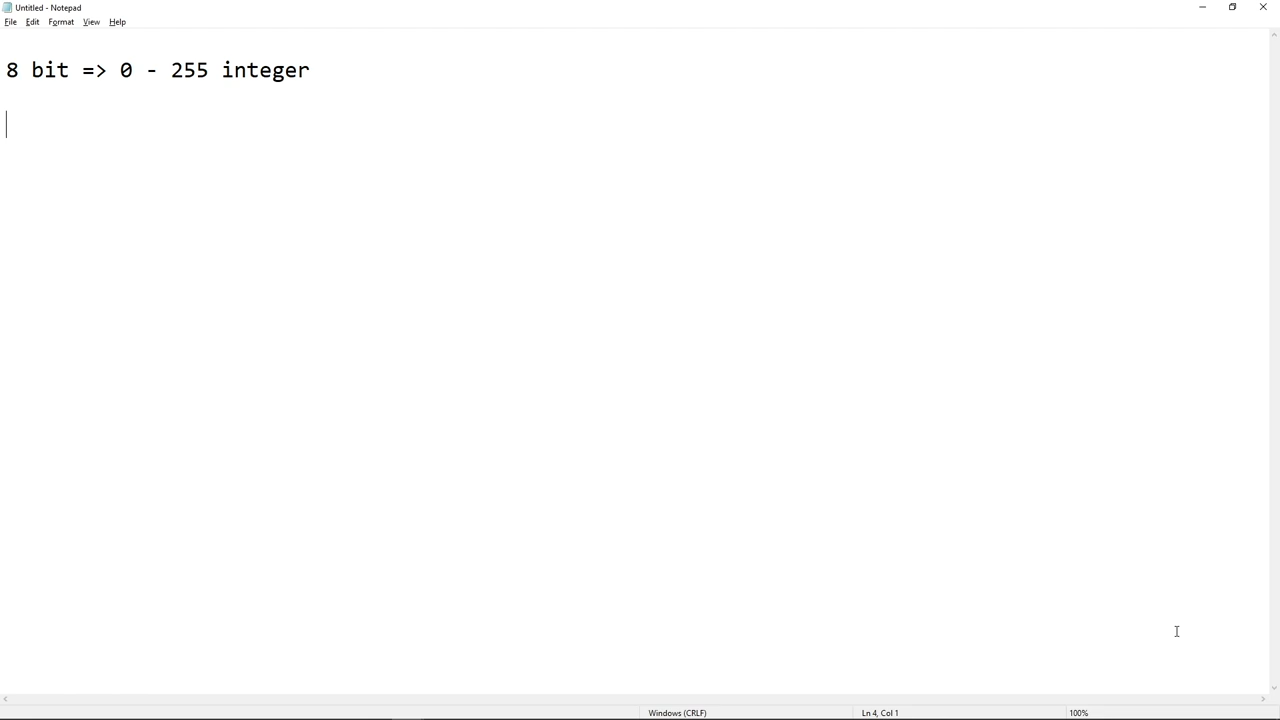 Untitled - Notepad
File Edit Format View Help
8 bit => 0 - 255 integer
Windows (CRLF) Ln 4, Col 1 100%